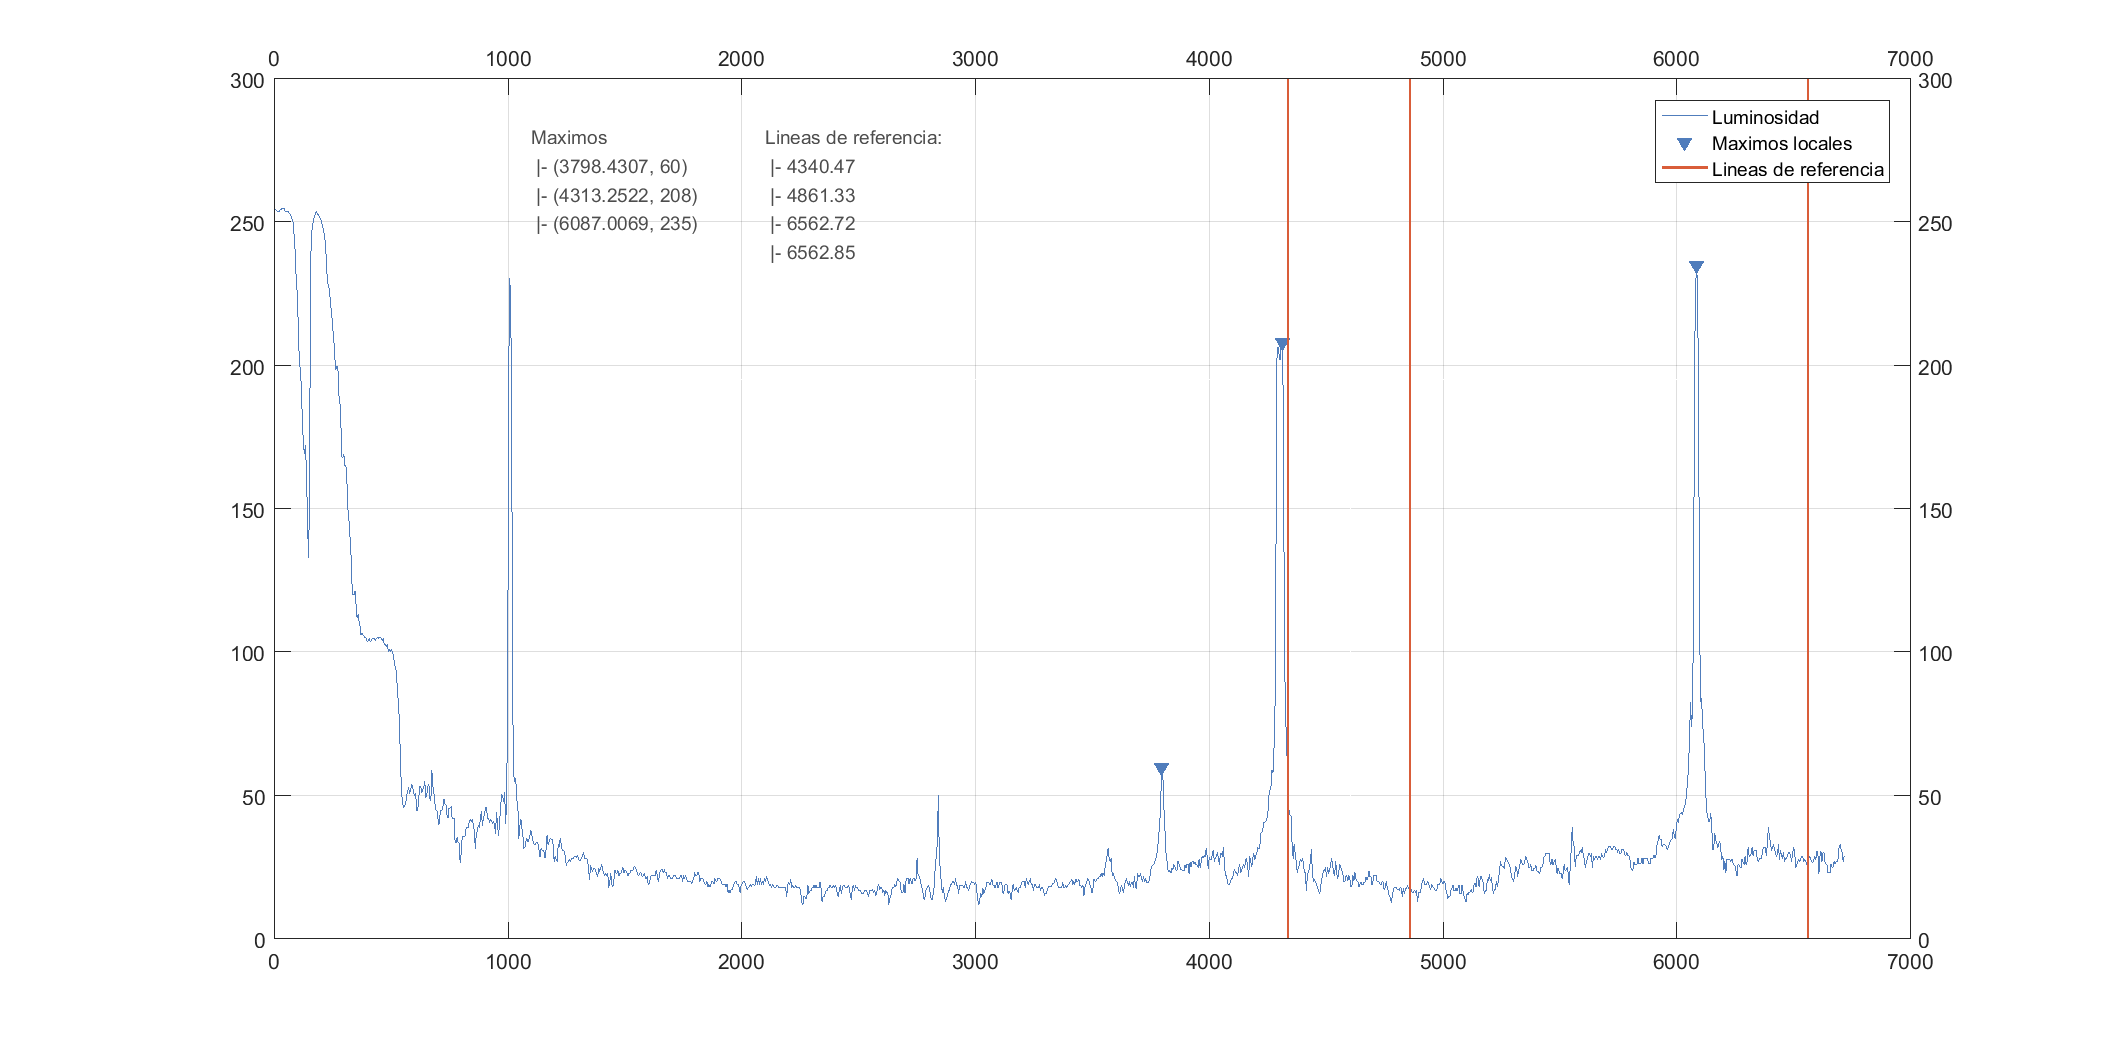 0 1000 2000 3000 4000 5000 6000 7000
300 300
Luminosidad
Maximos locales
Lineas de referencia
Maximos
|- (3798.4307, 60)
|- (4313.2522, 208)
|- (6087.0069, 235)
Lineas de referencia:
|- 4340.47
|- 4861.33
|- 6562.72
|- 6562.85
250 250
200 200
150 150
100 100
50 50
0 0
0 1000 2000 3000 4000 5000 6000 7000